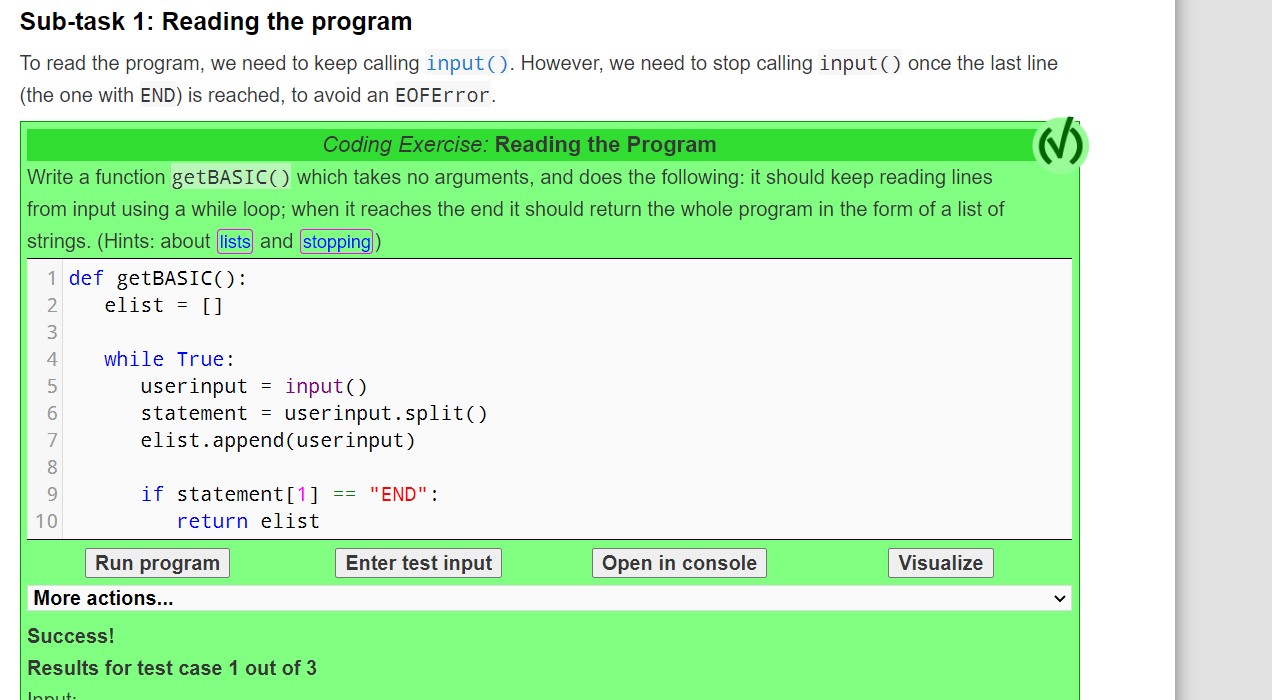 Sub-task 1: Reading the program
To read the program, we need to keep calling input(). However, we need to stop calling input() once the last line
(the one with END) is reached, to avoid an EOFError.
Coding Exercise: Reading the Program
Write a function getBASIC() which takes no arguments, and does the following: it should keep reading lines
from input using a while loop; when it reaches the end it should return the whole program in the form of a list of
strings. (Hints: about lists and stopping)
1 def getBASIC():
2    elist = []
3
4    while True:
5       userinput = input()
6       statement = userinput.split()
7       elist.append(userinput)
8
9       if statement[1] == "END":
10         return elist
Run program Enter test input Open in console Visualize
More actions...
Success!
Results for test case 1 out of 3
Input: